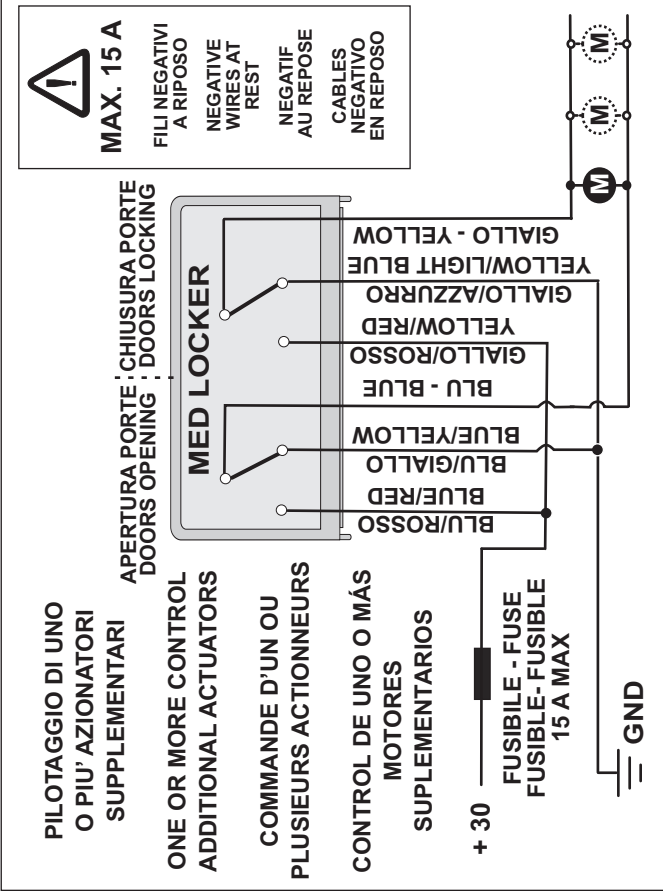 PILOTAGGIO DI UNO
O PIU' AZIONATORI
SUPPLEMENTARI
ONE OR MORE CONTROL
ADDITIONAL ACTUATORS
COMMANDE D'UN OU
PLUSIEURS ACTIONNEURS
CONTROL DE UNO O MÁS
MOTORES
SUPLEMENTARIOS
+ 30
FUSIBILE - FUSE
FUSIBLE- FUSIBLE
15 A MAX
GND
APERTURA PORTE
DOORS OPENING
CHIUSURA PORTE
DOORS LOCKING
MED LOCKER
BLU/ROSSO
BLUE/RED
BLU/GIALLO
BLUE/YELLOW
BLU - BLUE
GIALLO/ROSSO
YELLOW/RED
GIALLO/AZZURRO
YELLOW/LIGHT BLUE
GIALLO - YELLOW
M
M
M
!
MAX. 15 A
FILI NEGATIVI
A RIPOSO
NEGATIVE
WIRES AT
REST
NEGATIF
AU REPOSE
CABLES
NEGATIVO
EN REPOSO